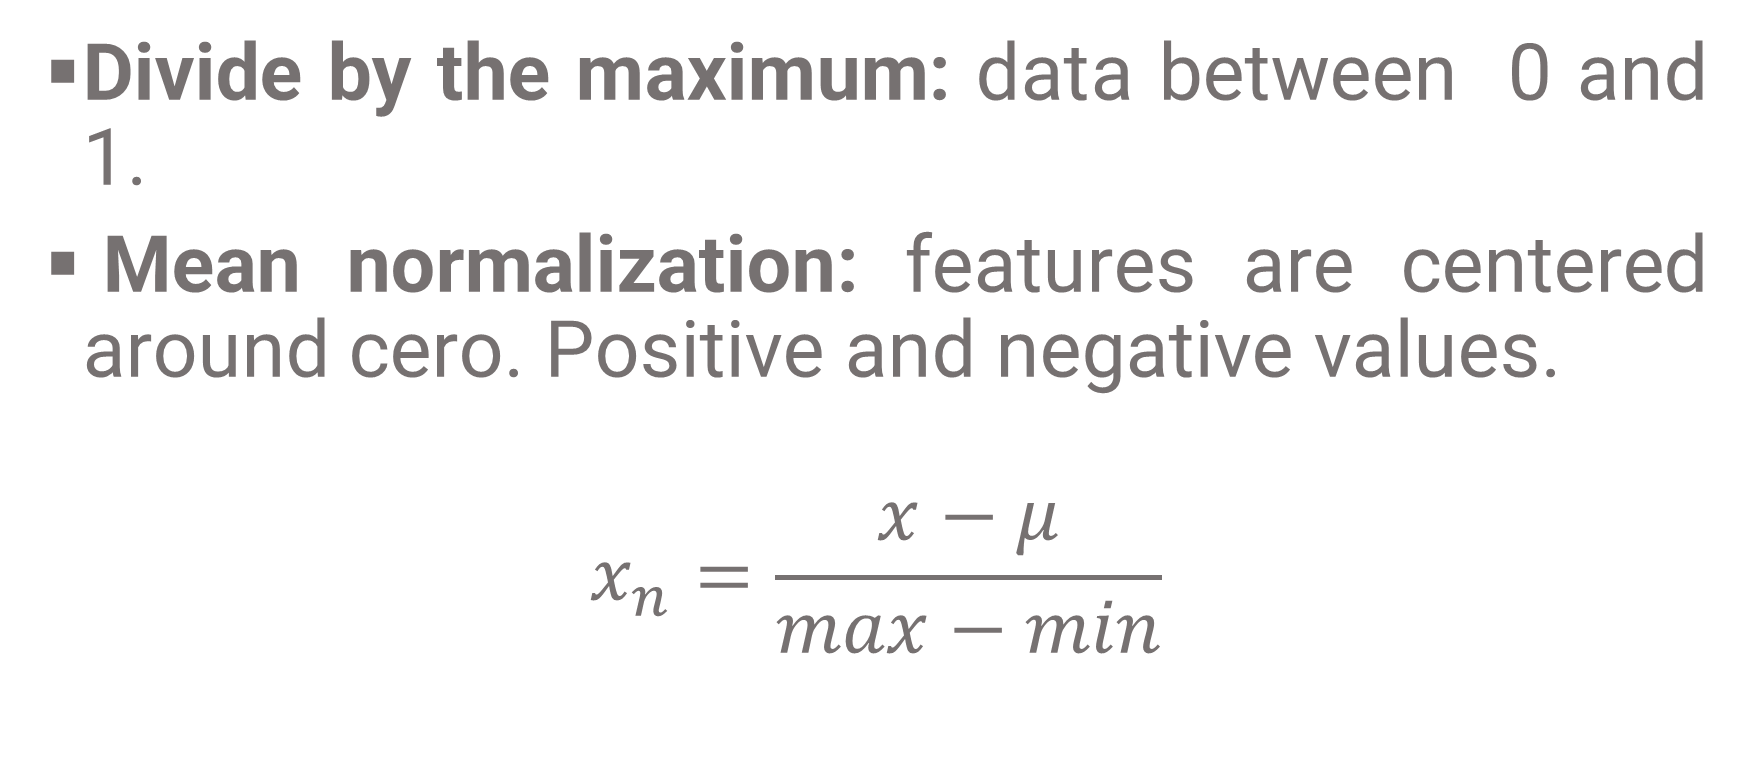 ▪Divide by the maximum: data between 0 and
1.
▪ Mean normalization: features are centered
around cero. Positive and negative values.
xₙ = (x − μ) / (max − min)